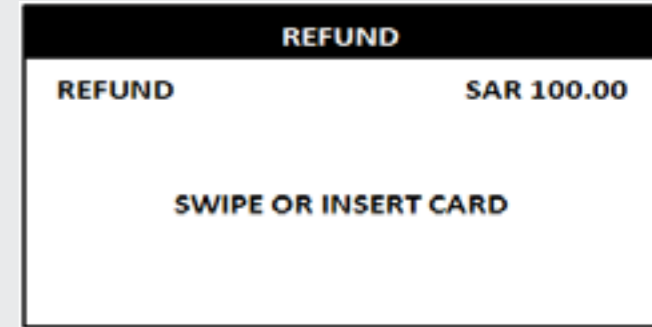 REFUND
REFUND SAR 100.00
SWIPE OR INSERT CARD